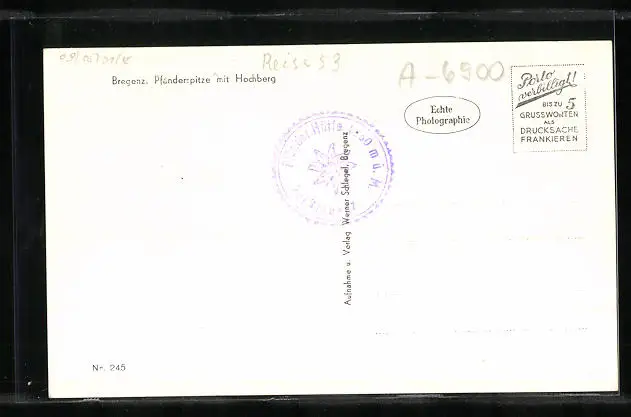 Reise 53
A-6900
Bregenz. Pfänderspitze mit Hochberg
Echte
Photographie
Porto
verbilligt!
BIS ZU 5
GRUSSWORTEN
ALS
DRUCKSACHE
FRANKIEREN
Hütte m ü. M.
Aufnahme u. Verlag Werner Schlegel, Bregenz
Nr. 245